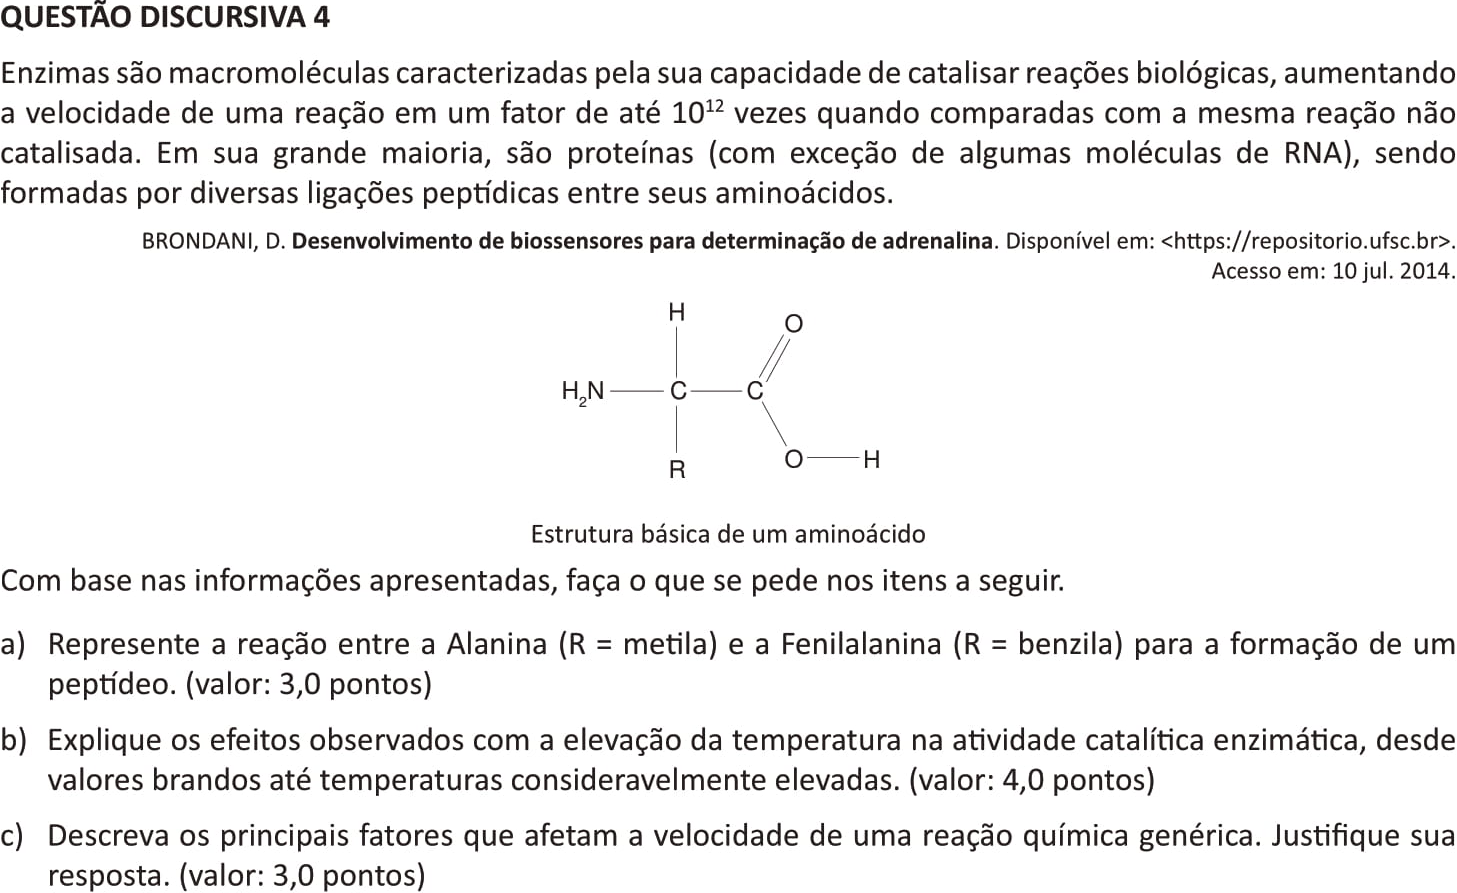 QUESTÃO DISCURSIVA 4
Enzimas são macromoléculas caracterizadas pela sua capacidade de catalisar reações biológicas, aumentando
a velocidade de uma reação em um fator de até 10¹² vezes quando comparadas com a mesma reação não
catalisada. Em sua grande maioria, são proteínas (com exceção de algumas moléculas de RNA), sendo
formadas por diversas ligações peptídicas entre seus aminoácidos.
BRONDANI, D. Desenvolvimento de biossensores para determinação de adrenalina. Disponível em: <https://repositorio.ufsc.br>.
Acesso em: 10 jul. 2014.
H
O
H₂N C C
R
O H
Estrutura básica de um aminoácido
Com base nas informações apresentadas, faça o que se pede nos itens a seguir.
a) Represente a reação entre a Alanina (R = metila) e a Fenilalanina (R = benzila) para a formação de um
peptídeo. (valor: 3,0 pontos)
b) Explique os efeitos observados com a elevação da temperatura na atividade catalítica enzimática, desde
valores brandos até temperaturas consideravelmente elevadas. (valor: 4,0 pontos)
c) Descreva os principais fatores que afetam a velocidade de uma reação química genérica. Justifique sua
resposta. (valor: 3,0 pontos)